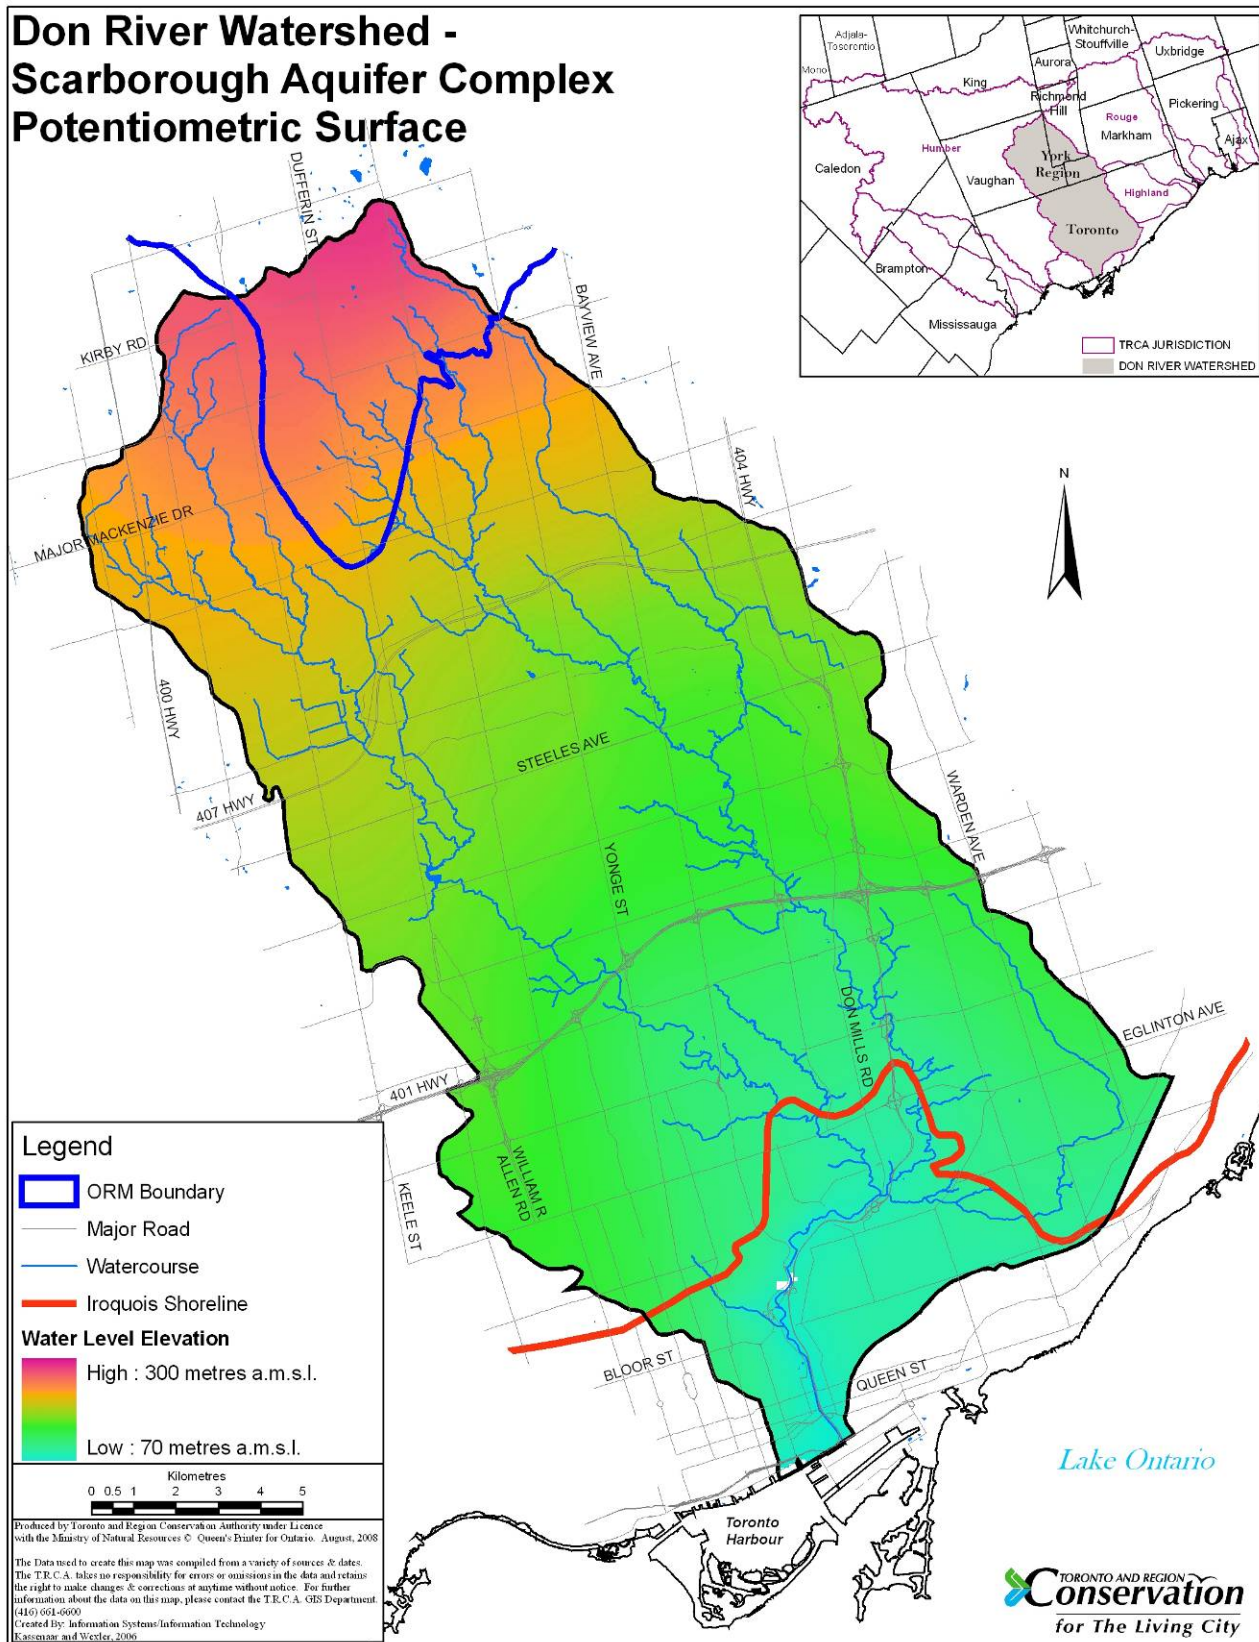 Don River Watershed -
Scarborough Aquifer Complex
Potentiometric Surface
Adjala-
Tosorontio
Mono
King
Aurora
Whitchurch-
Stouffville
Uxbridge
Richmond
Hill
Pickering
Rouge
Markham
Ajax
Humber
Caledon
Vaughan
York
Region
Highland
Toronto
Brampton
Mississauga
TRCA JURISDICTION
DON RIVER WATERSHED
DUFFERIN ST
BAYVIEW AVE
KIRBY RD
404 HWY
N
MAJOR MACKENZIE DR
400 HWY
STEELES AVE
407 HWY
WARDEN AVE
YONGE ST
DON MILLS RD
EGLINTON AVE
401 HWY
WILLIAM R
ALLEN RD
KEELE ST
BLOOR ST
QUEEN ST
Lake Ontario
Toronto
Harbour
Legend
ORM Boundary
Major Road
Watercourse
Iroquois Shoreline
Water Level Elevation
High : 300 metres a.m.s.l.
Low : 70 metres a.m.s.l.
Kilometres
0 0.5 1 2 3 4 5
Produced by Toronto and Region Conservation Authority under Licence
with the Ministry of Natural Resources © Queen's Printer for Ontario. August, 2008
The Data used to create this map was compiled from a variety of sources & dates.
The T.R.C.A. takes no responsibility for errors or omissions in the data and retains
the right to make changes & corrections at anytime without notice. For further
information about the data on this map, please contact the T.R.C.A. GIS Department.
(416) 661-6600
Created By: Information Systems/Information Technology
Kassenaar and Wexler, 2006
TORONTO AND REGION
Conservation
for The Living City